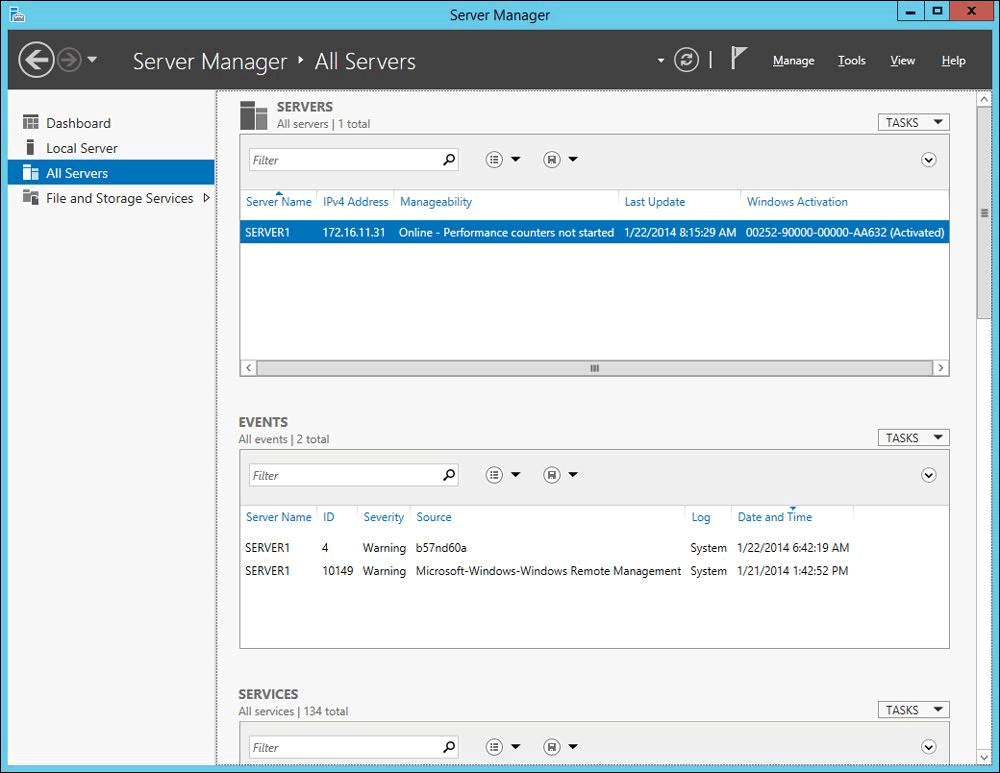 Server Manager
Server Manager ‣ All Servers
Manage Tools View Help
Dashboard
Local Server
All Servers
File and Storage Services
SERVERS
All servers | 1 total
TASKS
Filter
Server Name IPv4 Address Manageability Last Update Windows Activation
SERVER1 172.16.11.31 Online - Performance counters not started 1/22/2014 8:15:29 AM 00252-90000-00000-AA632 (Activated)
EVENTS
All events | 2 total
TASKS
Filter
Server Name ID Severity Source Log Date and Time
SERVER1 4 Warning b57nd60a System 1/22/2014 6:42:19 AM
SERVER1 10149 Warning Microsoft-Windows-Windows Remote Management System 1/21/2014 1:42:52 PM
SERVICES
All services | 134 total
TASKS
Filter